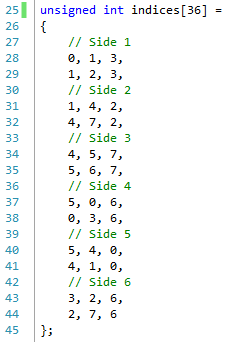 25 unsigned int indices[36] =
26 {
27 // Side 1
28 0, 1, 3,
29 1, 2, 3,
30 // Side 2
31 1, 4, 2,
32 4, 7, 2,
33 // Side 3
34 4, 5, 7,
35 5, 6, 7,
36 // Side 4
37 5, 0, 6,
38 0, 3, 6,
39 // Side 5
40 5, 4, 0,
41 4, 1, 0,
42 // Side 6
43 3, 2, 6,
44 2, 7, 6
45 };